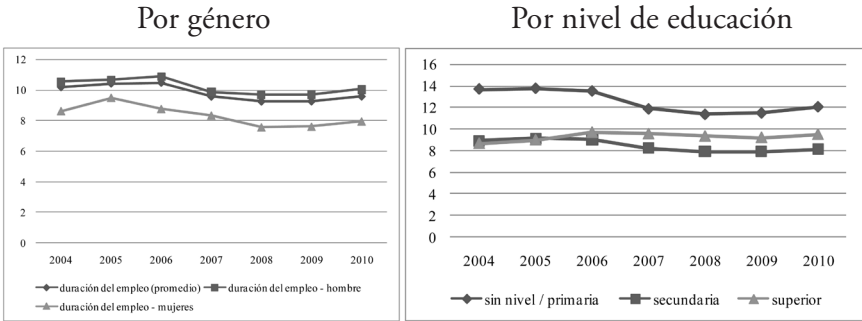 Por género
12
10
8
6
4
2
0
2004 2005 2006 2007 2008 2009 2010
duración del empleo (promedio) duración del empleo - hombre
duración del empleo - mujeres
Por nivel de educación
16
14
12
10
8
6
4
2
0
2004 2005 2006 2007 2008 2009 2010
sin nivel / primaria secundaria superior